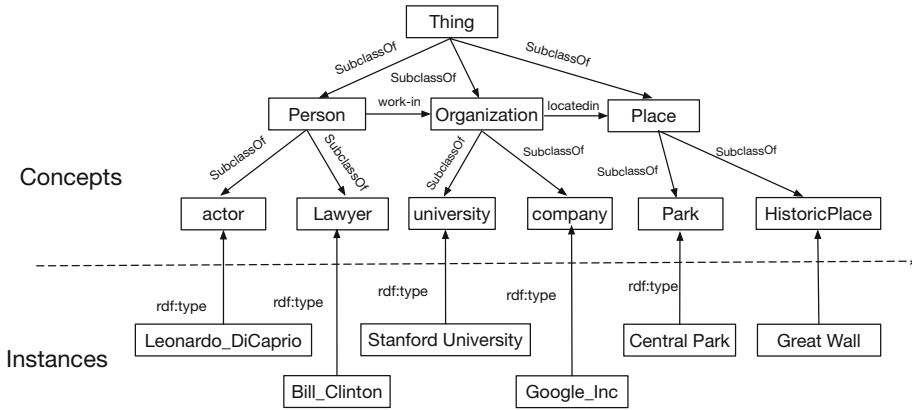 Thing
SubclassOf
SubclassOf
SubclassOf
Person
work-in
Organization
locatedin
Place
SubclassOf
SubclassOf
SubclassOf
SubclassOf
SubclassOf
SubclassOf
Concepts
actor
Lawyer
university
company
Park
HistoricPlace
rdf:type
rdf:type
rdf:type
rdf:type
rdf:type
Instances
Leonardo_DiCaprio
Stanford University
Central Park
Great Wall
Bill_Clinton
Google_Inc